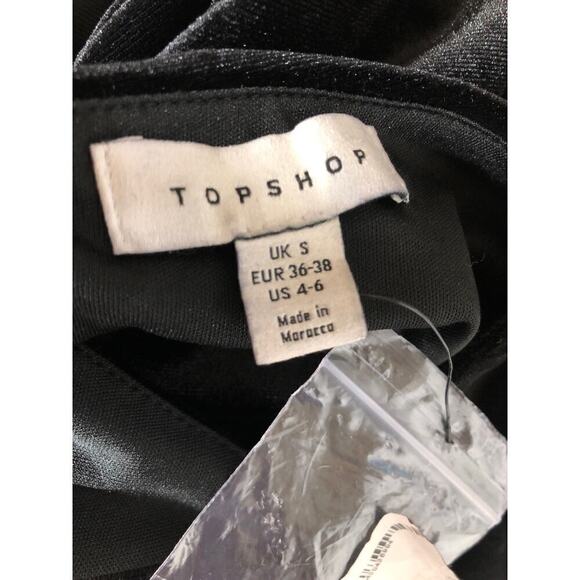 TOPSHOP
UK S
EUR 36-38
US 4-6
Made in
Morocco